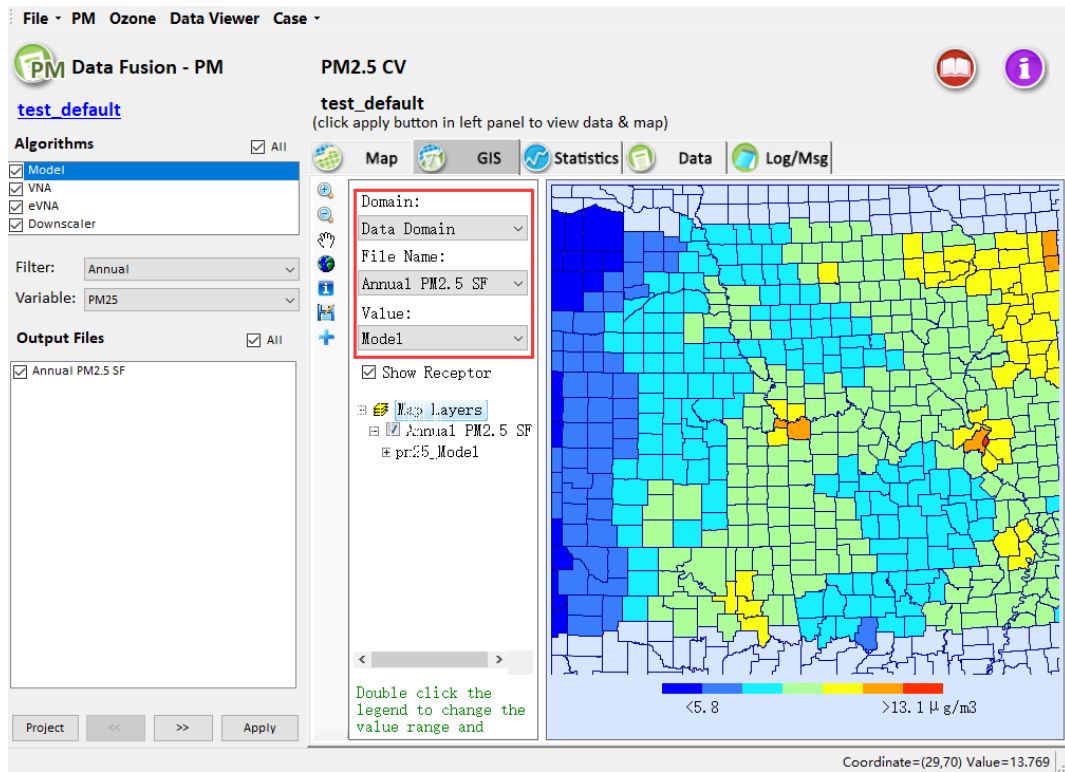 File PM Ozone Data Viewer Case
PM Data Fusion - PM
PM2.5 CV
test_default
test_default
(click apply button in left panel to view data & map)
Algorithms All
Model
VNA
eVNA
Downscaler
Filter: Annual
Variable: PM25
Output Files All
Annual PM2.5 SF
Project << >> Apply
Map GIS Statistics Data Log/Msg
Domain:
Data Domain
File Name:
Annual PM2.5 SF
Value:
Model
Show Receptor
Map Layers
Annual PM2.5 SF
pm25_Model
Double click the
legend to change the
value range and
<5.8 >13.1 μg/m3
Coordinate=(29,70) Value=13.769